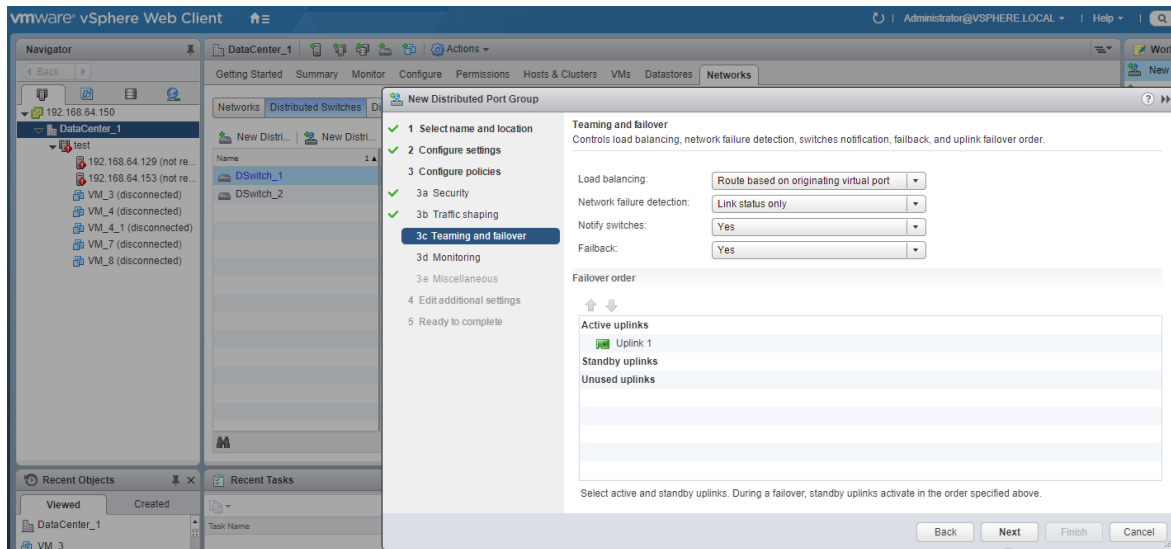 vmware® vSphere Web Client
Administrator@VSPHERE.LOCAL
Help
Navigator
Back
192.168.64.150
DataCenter_1
test
192.168.64.129 (not re...
192.168.64.153 (not re...
VM_3 (disconnected)
VM_4 (disconnected)
VM_4_1 (disconnected)
VM_7 (disconnected)
VM_8 (disconnected)
Recent Objects
Viewed Created
DataCenter_1
VM_3
DataCenter_1 Actions
Getting Started Summary Monitor Configure Permissions Hosts & Clusters VMs Datastores Networks
Networks Distributed Switches Di
New Distri... New Distri...
Name 1
DSwitch_1
DSwitch_2
Recent Tasks
Task Name
New Distributed Port Group
1 Select name and location
2 Configure settings
3 Configure policies
3a Security
3b Traffic shaping
3c Teaming and failover
3d Monitoring
3e Miscellaneous
4 Edit additional settings
5 Ready to complete
Teaming and failover
Controls load balancing, network failure detection, switches notification, failback, and uplink failover order.
Load balancing: Route based on originating virtual port
Network failure detection: Link status only
Notify switches: Yes
Failback: Yes
Failover order
Active uplinks
Uplink 1
Standby uplinks
Unused uplinks
Select active and standby uplinks. During a failover, standby uplinks activate in the order specified above.
Back Next Finish Cancel
Wor
New